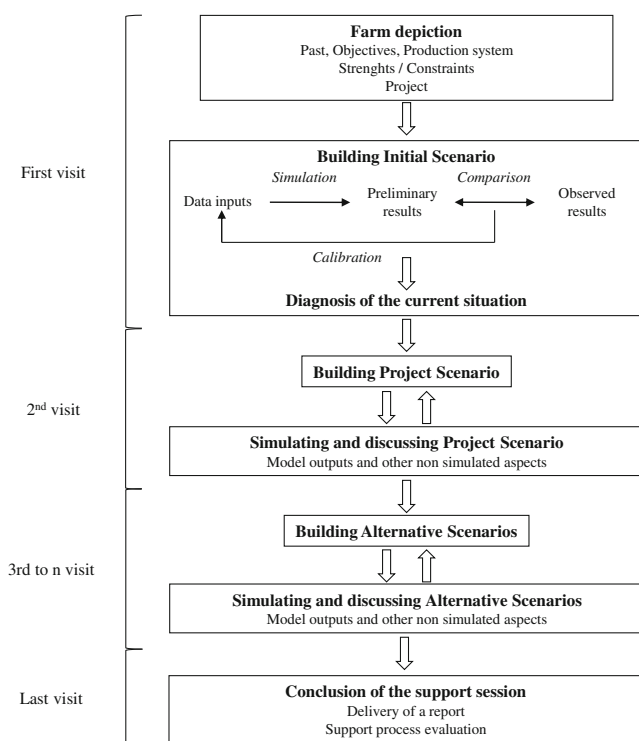 Farm depiction
Past, Objectives, Production system
Strenghts / Constraints
Project
First visit
Building Initial Scenario
Simulation
Comparison
Data inputs
Preliminary
results
Observed
results
Calibration
Diagnosis of the current situation
Building Project Scenario
2nd visit
Simulating and discussing Project Scenario
Model outputs and other non simulated aspects
Building Alternative Scenarios
3rd to n visit
Simulating and discussing Alternative Scenarios
Model outputs and other non simulated aspects
Last visit
Conclusion of the support session
Delivery of a report
Support process evaluation